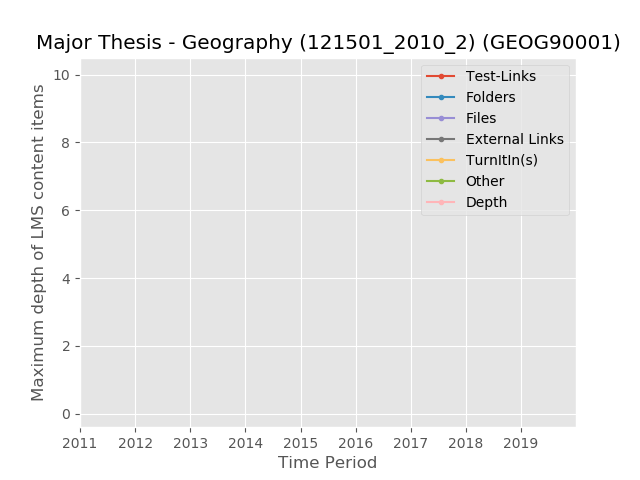 Major Thesis - Geography (121501_2010_2) (GEOG90001)
Maximum depth of LMS content items
10
8
6
4
2
0
Test-Links
Folders
Files
External Links
TurnItIn(s)
Other
Depth
2011 2012 2013 2014 2015 2016 2017 2018 2019
Time Period